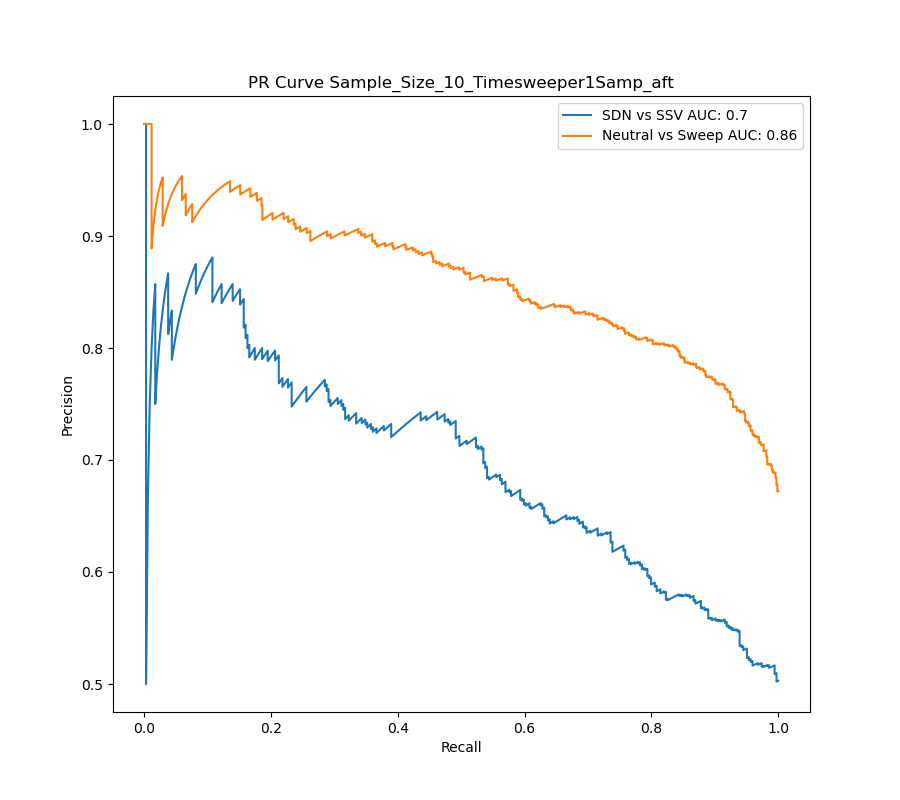 PR Curve Sample_Size_10_Timesweeper1Samp_aft
SDN vs SSV AUC: 0.7
Neutral vs Sweep AUC: 0.86
1.0
0.9
0.8
0.7
0.6
0.5
Precision
0.0 0.2 0.4 0.6 0.8 1.0
Recall